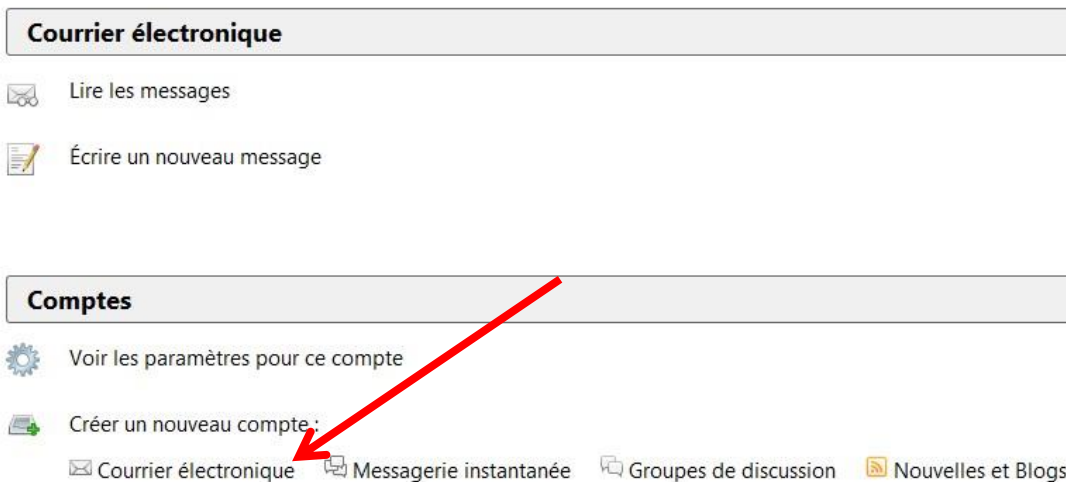 Courrier électronique
Lire les messages
Écrire un nouveau message
Comptes
Voir les paramètres pour ce compte
Créer un nouveau compte :
Courrier électronique Messagerie instantanée Groupes de discussion Nouvelles et Blogs